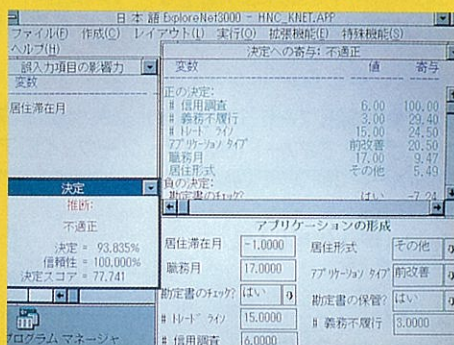 日本語 ExploreNet3000 - HNC_KNET.APP
ファイル(F) 作成(C) レイアウト(L) 実行(O) 拡張機能(E) 特殊機能(S)
ヘルプ(H)
誤入力項目の影響力
変数
居住滞在月
決定への寄与: 不適正
変数 値 寄与
正の決定:
# 信用調査 6.00 100.00
# 義務不履行 3.00 29.40
# トレード ライン 15.00 24.50
アプリケーション タイプ 前改善 20.50
職務月 17.00 9.47
居住形式 その他 5.49
負の決定:
勘定書のチェック? はい -7.24
決定
推断:
不適正
決定 = 93.835%
信頼性 = 100.000%
決定スコア = 77.741
アプリケーションの形成
居住滞在月 -1.0000 居住形式 その他
職務月 17.0000 アプリケーション タイプ 前改善
勘定書のチェック? はい 勘定書の保管? はい
# トレード ライン 15.0000 # 義務不履行 3.0000
# 信用調査 6.0000
プログラム マネージャ